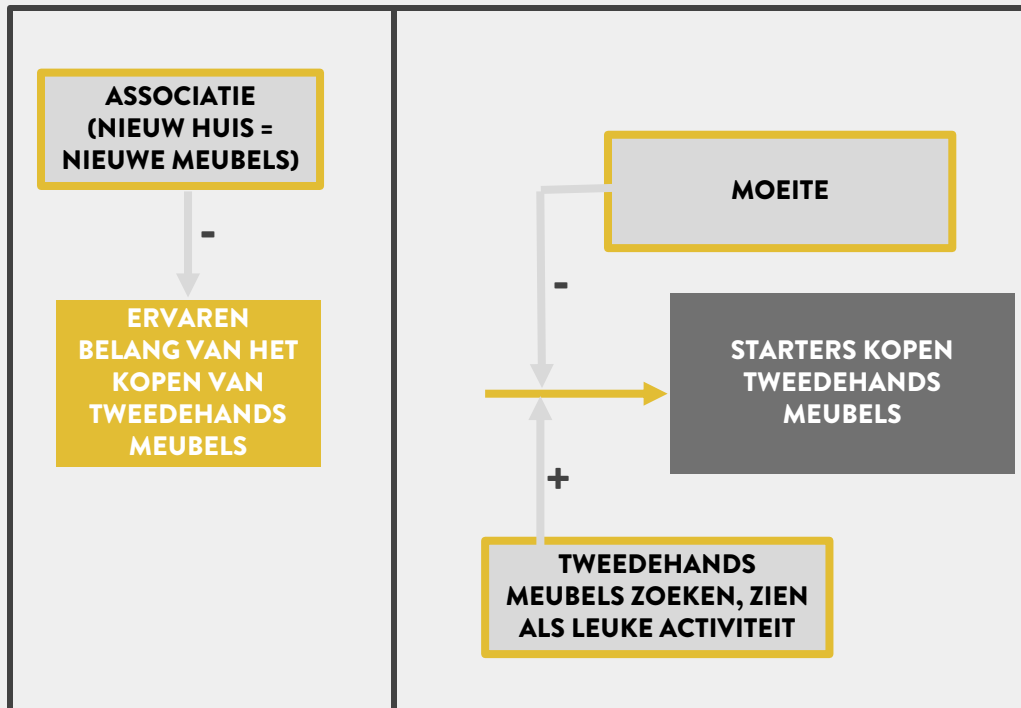 ASSOCIATIE
(NIEUW HUIS =
NIEUWE MEUBELS)
-
ERVAREN
BELANG VAN HET
KOPEN VAN
TWEEDEHANDS
MEUBELS
MOEITE
-
STARTERS KOPEN
TWEEDEHANDS
MEUBELS
+
TWEEDEHANDS
MEUBELS ZOEKEN, ZIEN
ALS LEUKE ACTIVITEIT